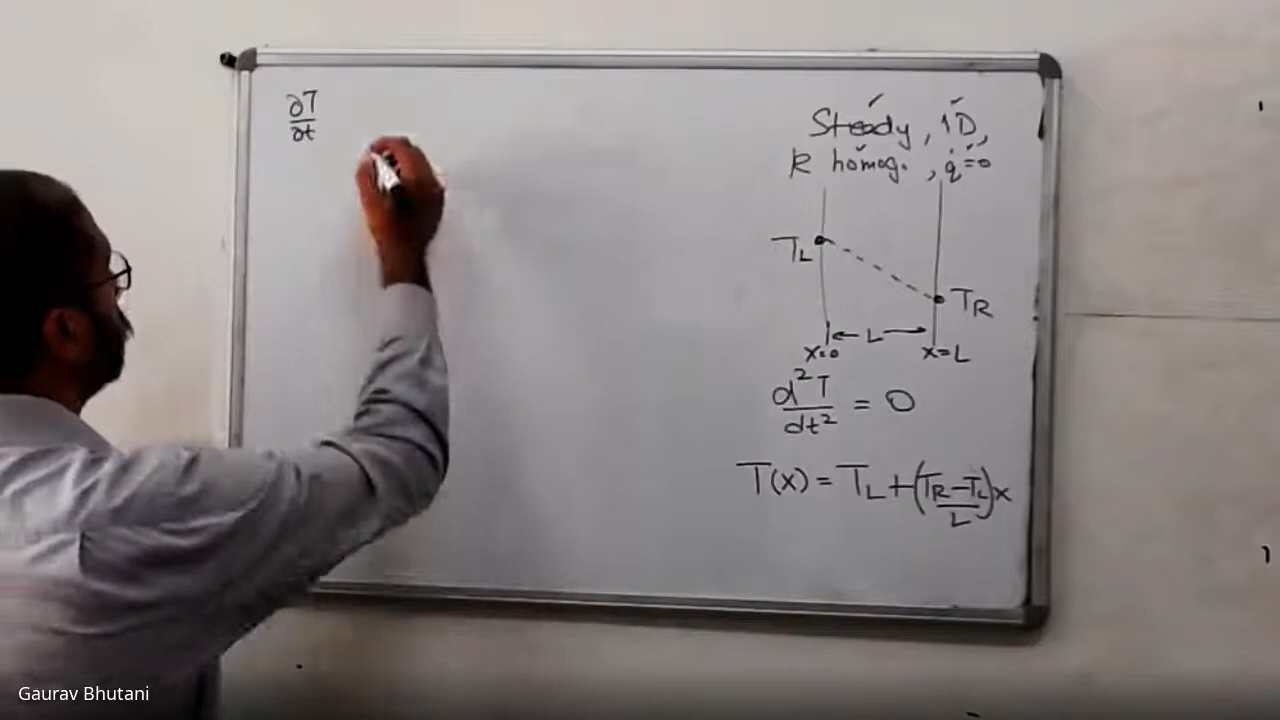 ∂T/∂t
Steady, 1D,
k homog., q̇=0
T_L
T_R
L
x=0 x=L
d²T/dt² = 0
T(x) = T_L + (T_R - T_L / L)x
Gaurav Bhutani